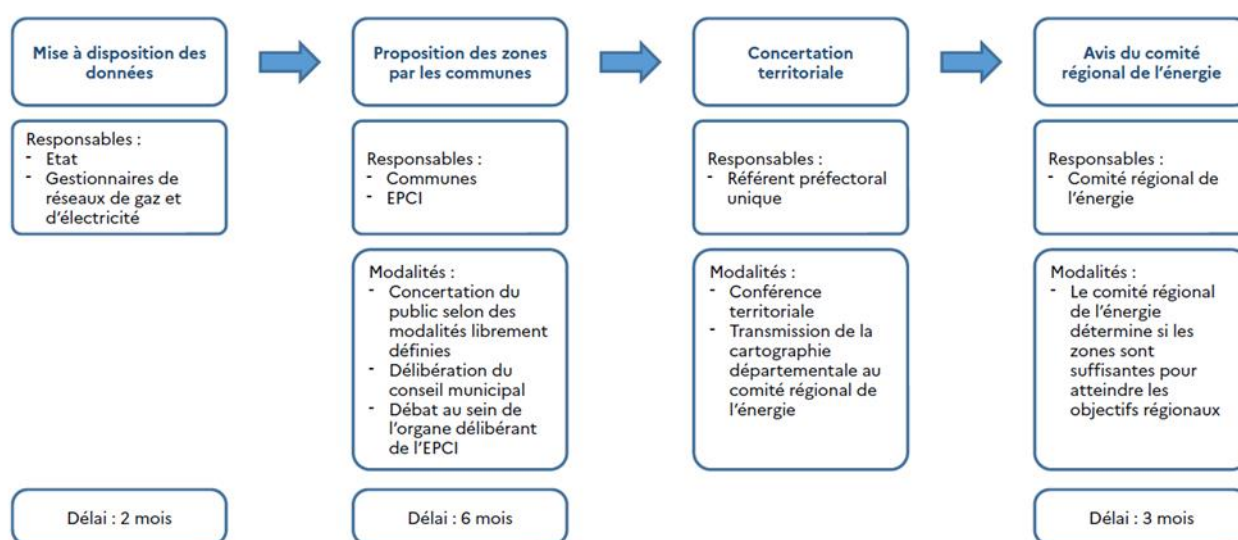 Mise à disposition des
données
Proposition des zones
par les communes
Concertation
territoriale
Avis du comité
régional de l'énergie
Responsables :
- Etat
- Gestionnaires de
réseaux de gaz et
d'électricité
Responsables :
- Communes
- EPCI
Responsables :
- Référent préfectoral
unique
Responsables :
- Comité régional de
l'énergie
Modalités :
- Concertation du
public selon des
modalités librement
définies
- Délibération du
conseil municipal
- Débat au sein de
l'organe délibérant
de l'EPCI
Modalités :
- Conférence
territoriale
- Transmission de la
cartographie
départementale au
comité régional de
l'énergie
Modalités :
- Le comité régional
de l'énergie
détermine si les
zones sont
suffisantes pour
atteindre les
objectifs régionaux
Délai : 2 mois
Délai : 6 mois
Délai : 3 mois